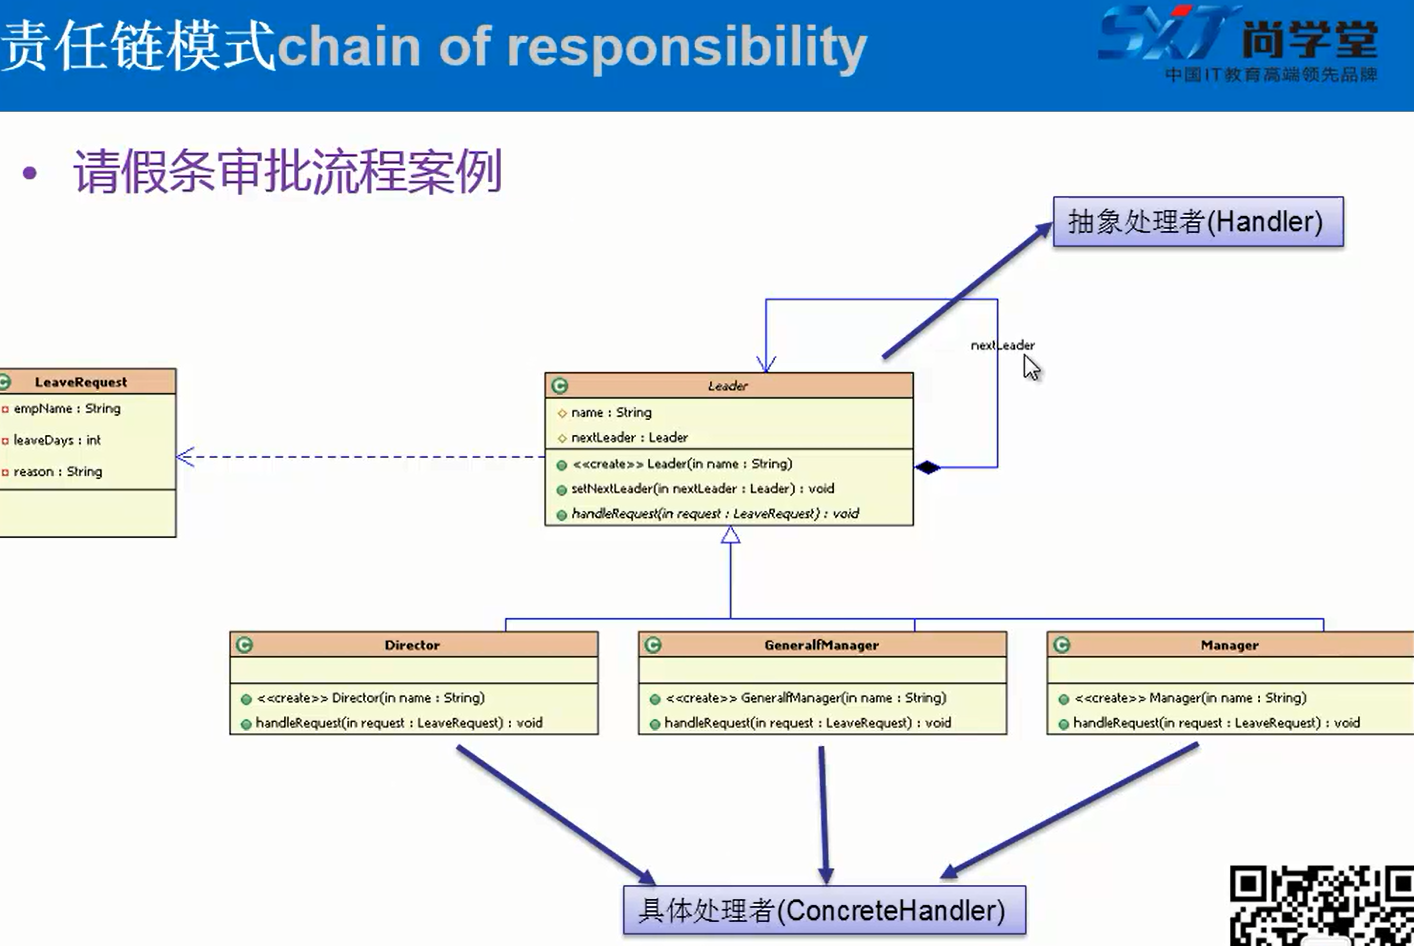 责任链模式chain of responsibility
SXT 尚学堂
中国IT教育高端领先品牌
• 请假条审批流程案例
抽象处理者(Handler)
nextLeader
LeaveRequest
empName : String
leaveDays : int
reason : String
Leader
name : String
nextLeader : Leader
<<create>> Leader(in name : String)
setNextLeader(in nextLeader : Leader) : void
handleRequest(in request : LeaveRequest) : void
Director
<<create>> Director(in name : String)
handleRequest(in request : LeaveRequest) : void
GeneralfManager
<<create>> GeneralfManager(in name : String)
handleRequest(in request : LeaveRequest) : void
Manager
<<create>> Manager(in name : String)
handleRequest(in request : LeaveRequest) : void
具体处理者(ConcreteHandler)